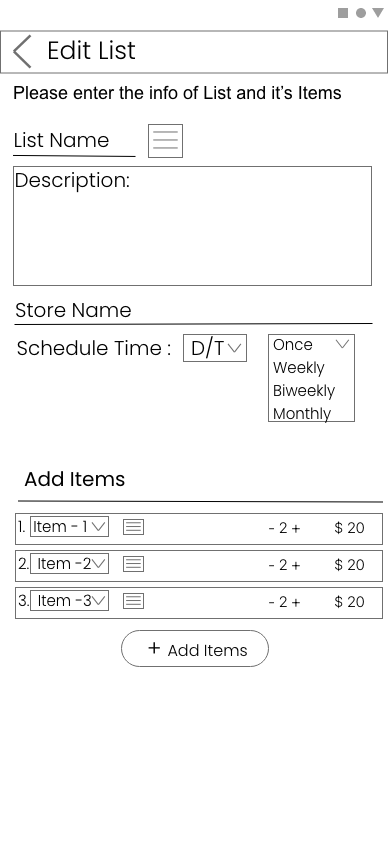 Edit List
Please enter the info of List and it's Items
List Name
Description:
Store Name
Schedule Time : D/T Once
Weekly
Biweekly
Monthly
Add Items
1. Item - 1 - 2 + $ 20
2. Item -2 - 2 + $ 20
3. Item -3 - 2 + $ 20
+ Add Items